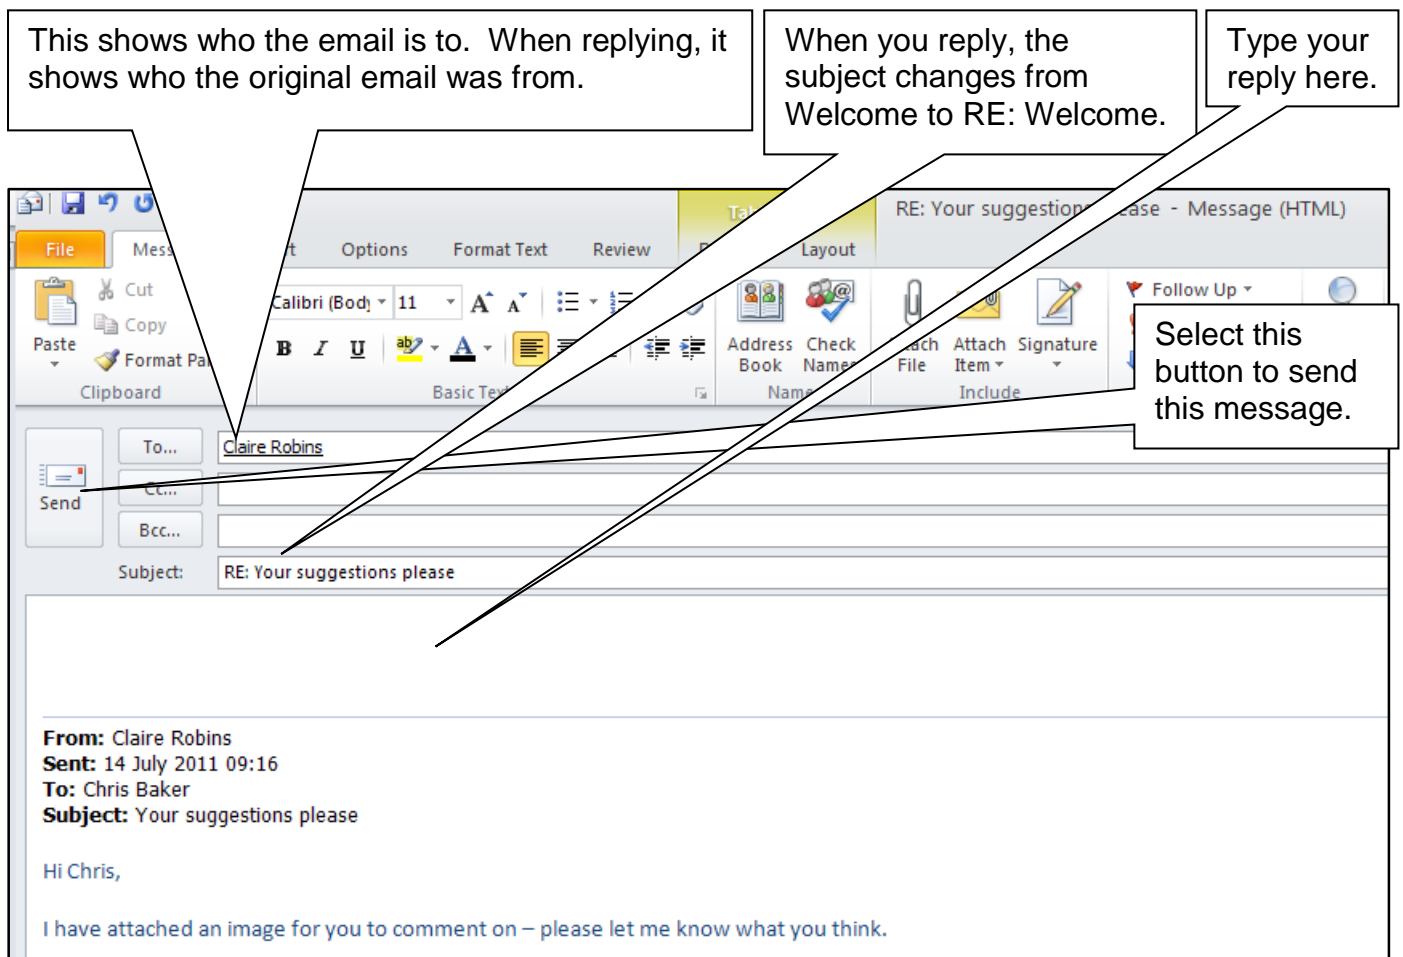 This shows who the email is to.  When replying, it
shows who the original email was from.
When you reply, the
subject changes from
Welcome to RE: Welcome.
Type your
reply here.
RE: Your suggestions - Message (HTML)
File Options Format Text Review Layout
Cut
Copy
Paste
Format
Clipboard
Calibri (Body 11
B I U
Address Book
Check
File
Attach Item
Signature
Include
Follow Up
Select this
button to send
this message.
Send
To... Claire Robins
Bcc...
Subject: RE: Your suggestions please
From: Claire Robins
Sent: 14 July 2011 09:16
To: Chris Baker
Subject: Your suggestions please
Hi Chris,
I have attached an image for you to comment on – please let me know what you think.